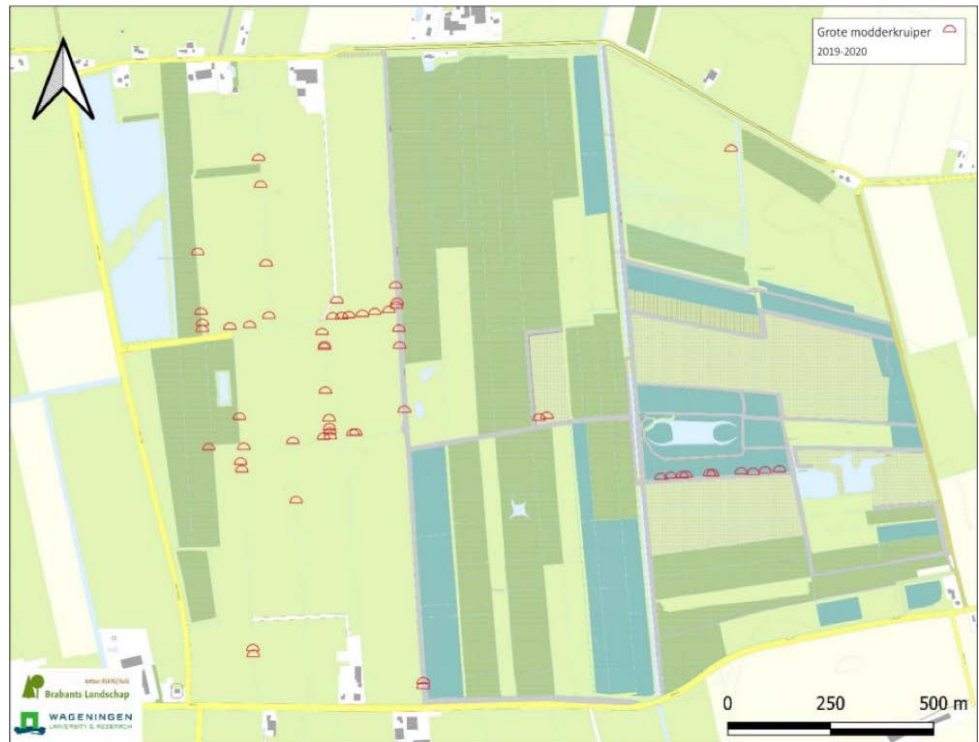 Grote modderkruiper
2019-2020
Brabants Landschap
WAGENINGEN
UNIVERSITY & RESEARCH
0 250 500 m